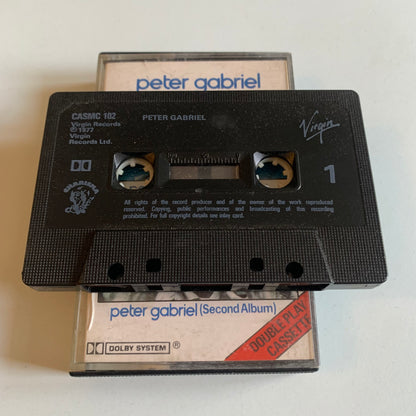 peter gabriel
CASMC 102
Virgin Records
℗1977
Virgin
Records Ltd.
PETER GABRIEL
Virgin
1
CHARISMA
All rights of the record producer and of the owner of the work reproduced
reserved. Copying, public performances and broadcasting of this recording
prohibited. For full copyright details see inlay card.
peter gabriel (Second Album)
DOUBLE PLAY
CASSETTE
DOLBY SYSTEM ®